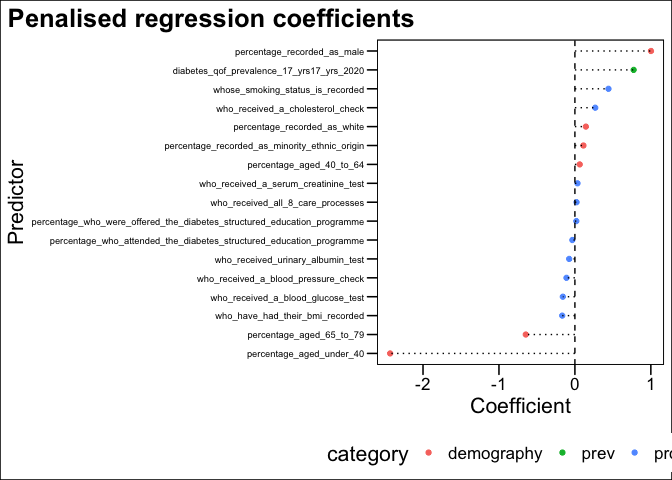 Penalised regression coefficients
percentage_recorded_as_male
diabetes_qof_prevalence_17_yrs17_yrs_2020
whose_smoking_status_is_recorded
who_received_a_cholesterol_check
percentage_recorded_as_white
percentage_recorded_as_minority_ethnic_origin
percentage_aged_40_to_64
who_received_a_serum_creatinine_test
who_received_all_8_care_processes
percentage_who_were_offered_the_diabetes_structured_education_programme
percentage_who_attended_the_diabetes_structured_education_programme
who_received_urinary_albumin_test
who_received_a_blood_pressure_check
who_received_a_blood_glucose_test
who_have_had_their_bmi_recorded
percentage_aged_65_to_79
percentage_aged_under_40
Predictor
-2 -1 0 1
Coefficient
category demography prev pro